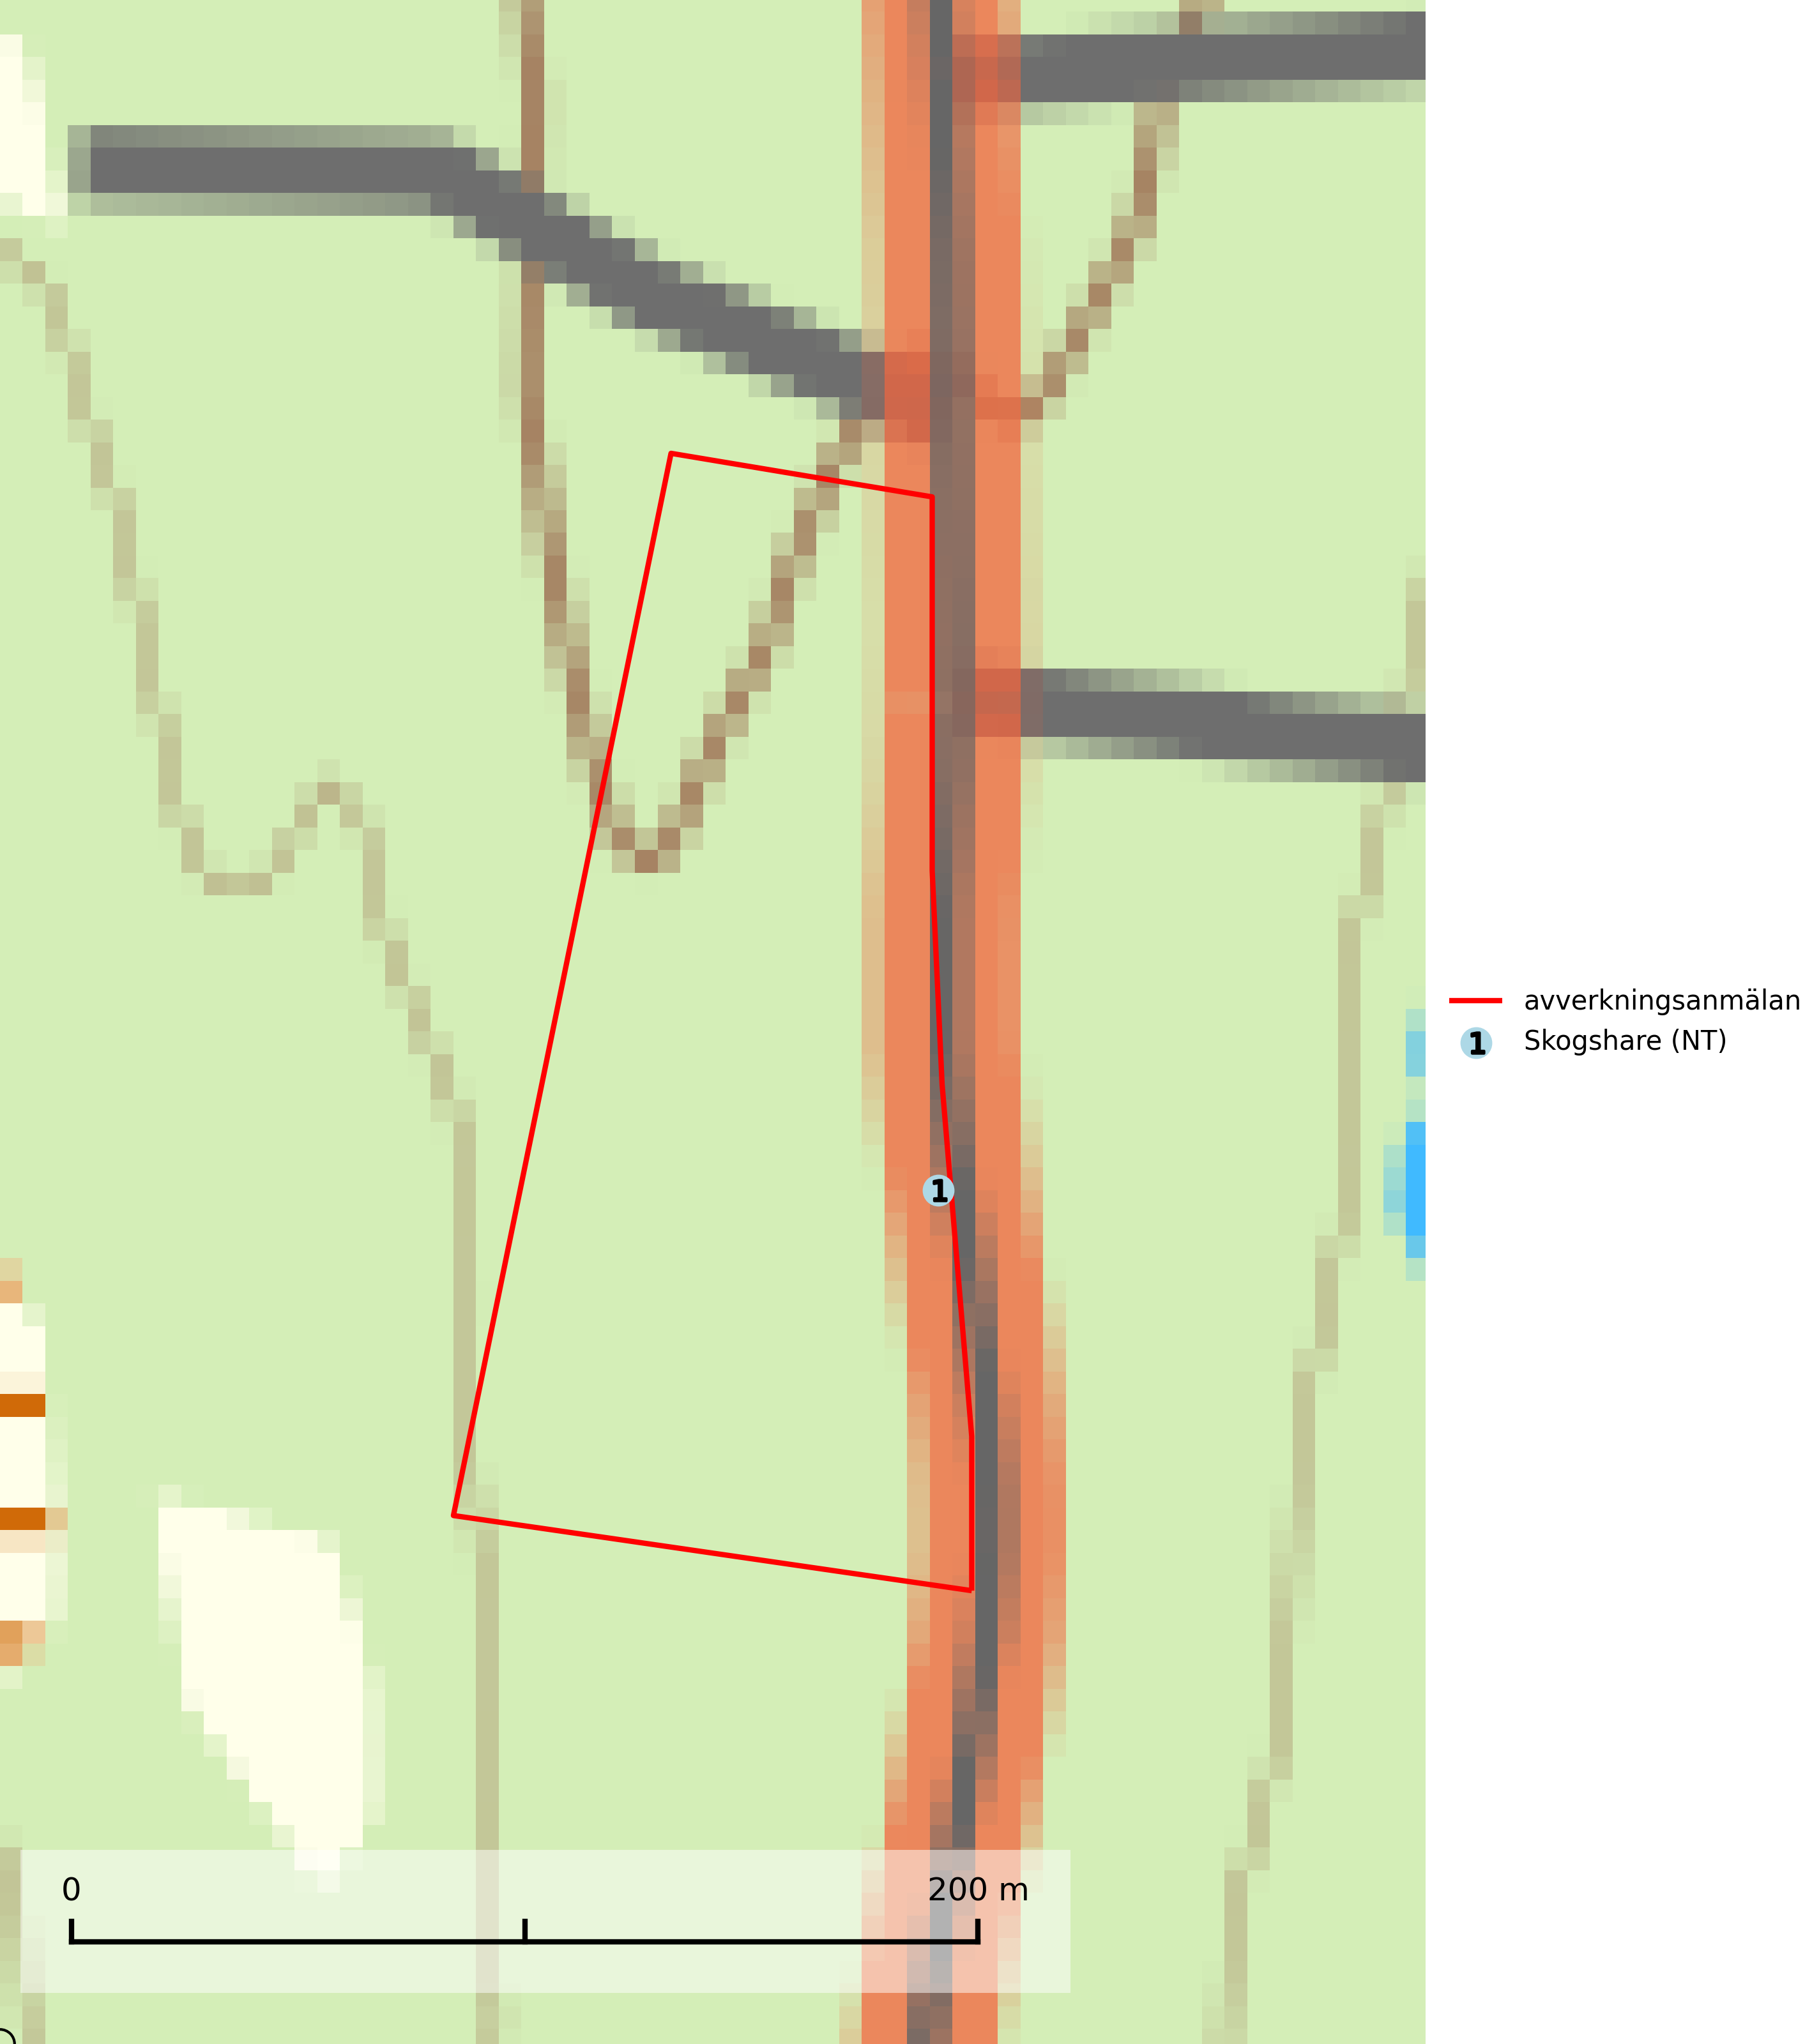 avverkningsanmälan
1 Skogshare (NT)
1
0 200 m